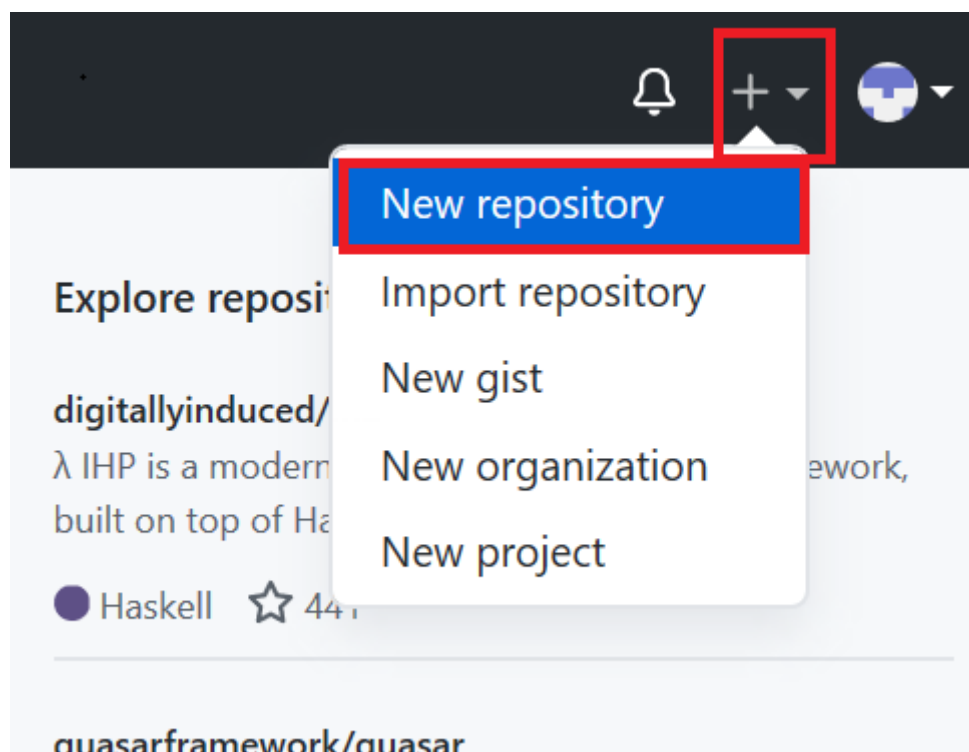 New repository
Explore reposi
Import repository
New gist
digitallyinduced/
λ IHP is a modern
New organization
ework,
built on top of Ha
New project
Haskell
quasarframework/quasar